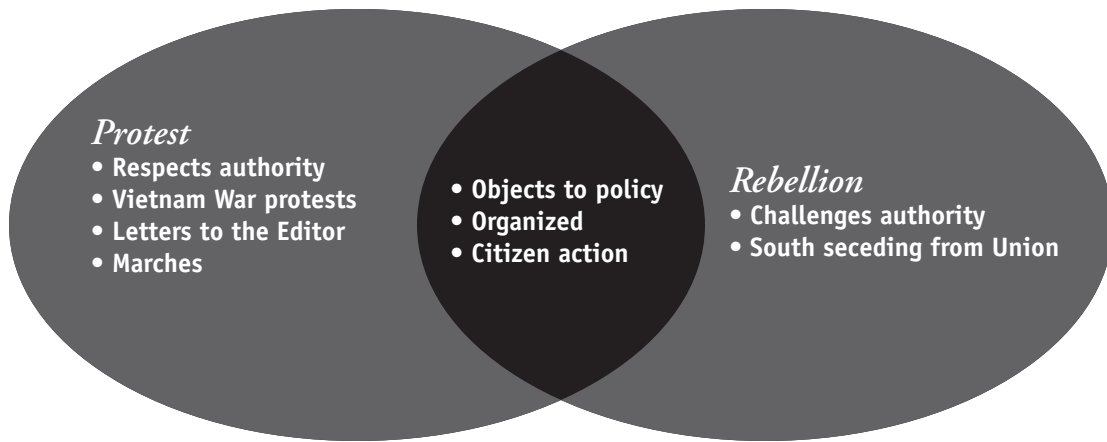 Protest
• Respects authority
• Vietnam War protests
• Letters to the Editor
• Marches
• Objects to policy
• Organized
• Citizen action
Rebellion
• Challenges authority
• South seceding from Union